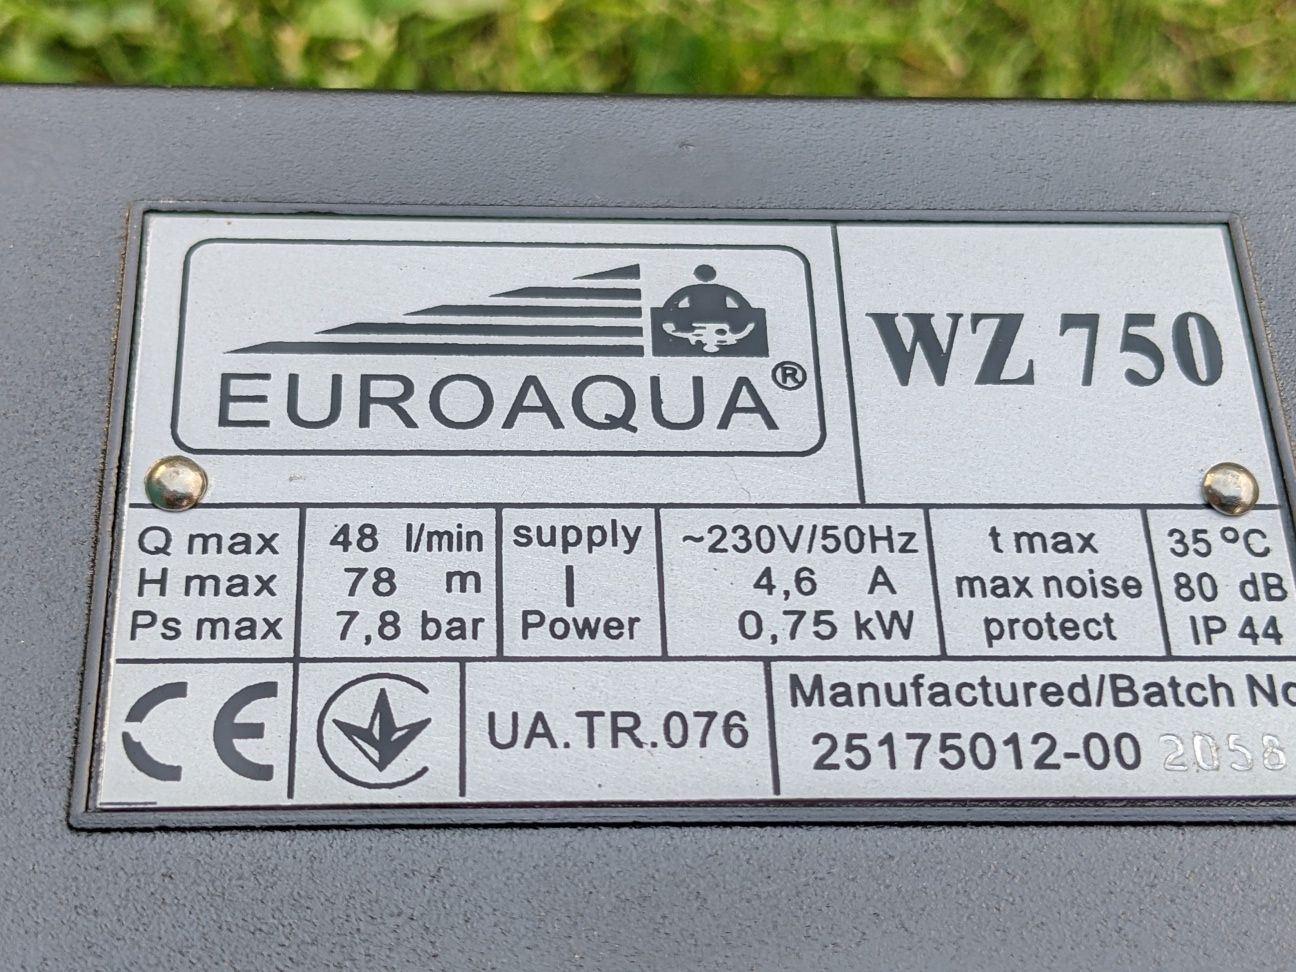 EUROAQUA®
WZ 750
Q max 48 l/min supply ~230V/50Hz t max 35 °C
H max 78 m I 4,6 A max noise 80 dB
Ps max 7,8 bar Power 0,75 kW protect IP 44
CE UA.TR.076 Manufactured/Batch No
25175012-00 2058